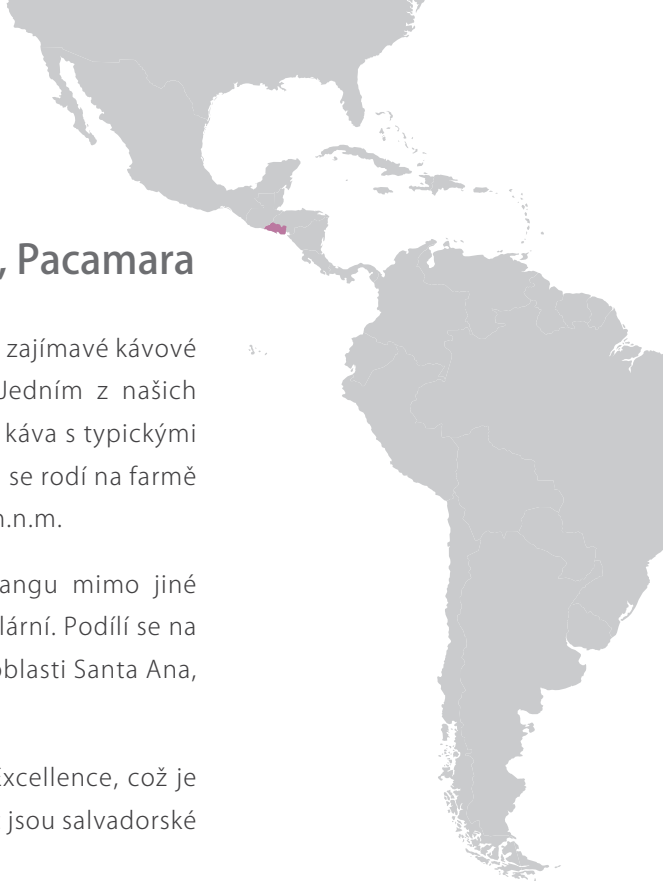 , Pacamara
zajímavé kávové
Jedním z našich
káva s typickými
se rodí na farmě
n.n.m.
angu mimo jiné
lární. Podílí se na
oblasti Santa Ana,
Excellence, což je
jsou salvadorské